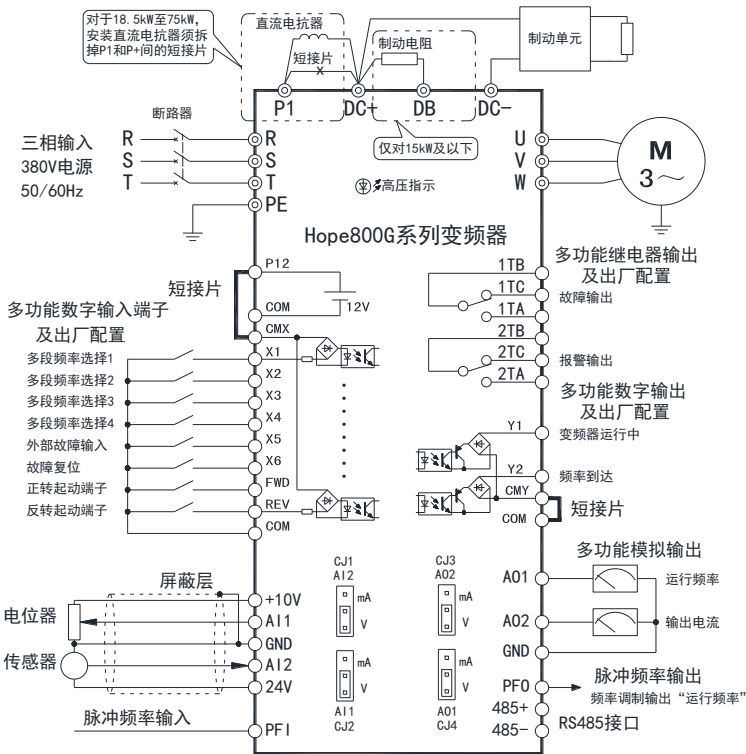 对于18.5kW至75kW，
安装直流电抗器须拆
掉P1和P+间的短接片
直流电抗器
短接片
制动电阻
制动单元
P1
DC+
DB
DC-
仅对15kW及以下
断路器
三相输入
380V电源
50/60Hz
R
S
T
R
S
T
PE
高压指示
U
V
W
M
3～
Hope800G系列变频器
P12
COM
CMX
12V
短接片
多功能数字输入端子
及出厂配置
多段频率选择1
多段频率选择2
多段频率选择3
多段频率选择4
外部故障输入
故障复位
正转起动端子
反转起动端子
X1
X2
X3
X4
X5
X6
FWD
REV
COM
多功能继电器输出
及出厂配置
1TB
1TC
1TA
故障输出
2TB
2TC
2TA
报警输出
多功能数字输出
及出厂配置
Y1
变频器运行中
Y2
频率到达
CMY
COM
短接片
屏蔽层
电位器
传感器
+10V
AI1
GND
AI2
24V
脉冲频率输入
PFI
CJ1
AI2
mA
V
mA
V
AI1
CJ2
CJ3
AO2
mA
V
mA
V
AO1
CJ4
多功能模拟输出
AO1
运行频率
AO2
输出电流
GND
脉冲频率输出
PFO
频率调制输出“运行频率”
485+
485-
RS485接口